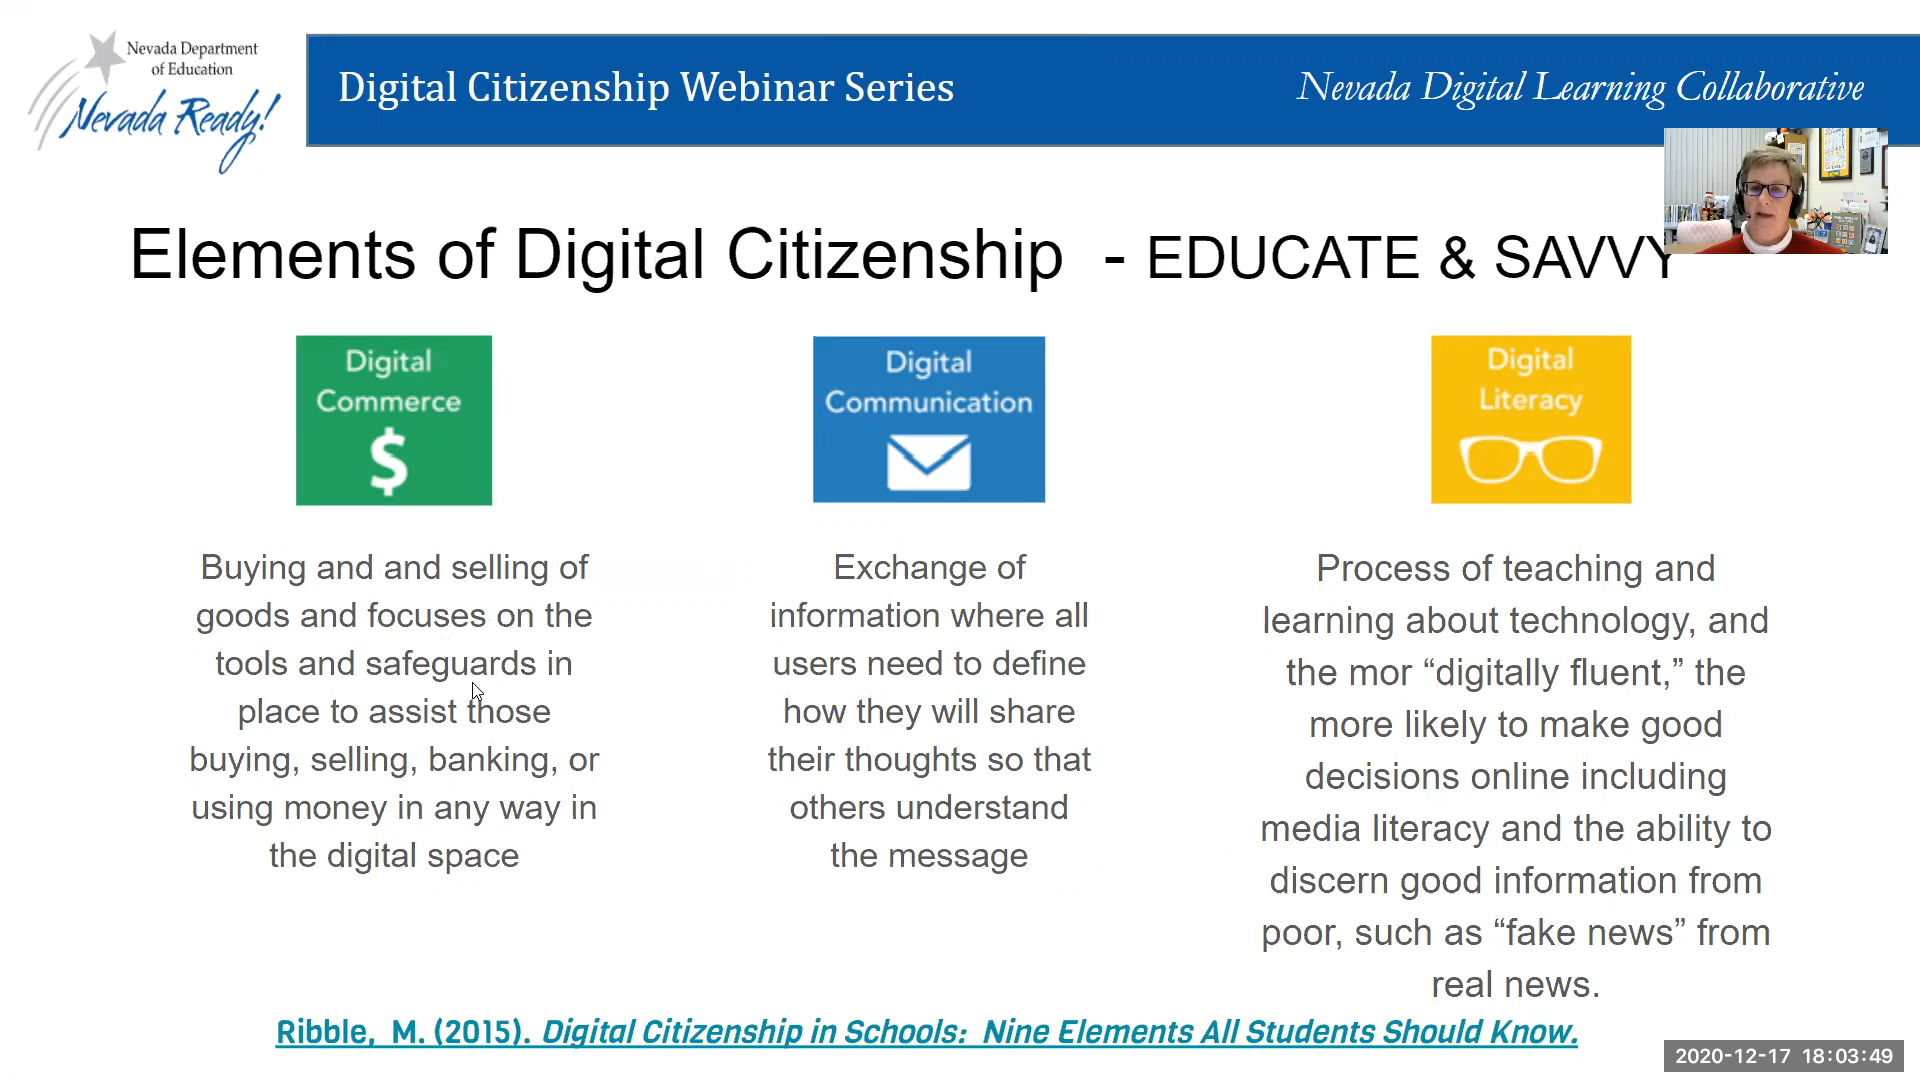 Nevada Department
of Education
Nevada Ready!
Digital Citizenship Webinar Series
Nevada Digital Learning Collaborative
Elements of Digital Citizenship - EDUCATE & SAVVY
Digital
Commerce
$
Buying and and selling of
goods and focuses on the
tools and safeguards in
place to assist those
buying, selling, banking, or
using money in any way in
the digital space
Digital
Communication
Exchange of
information where all
users need to define
how they will share
their thoughts so that
others understand
the message
Digital
Literacy
Process of teaching and
learning about technology, and
the mor “digitally fluent,” the
more likely to make good
decisions online including
media literacy and the ability to
discern good information from
poor, such as “fake news” from
real news.
Ribble, M. (2015). Digital Citizenship in Schools: Nine Elements All Students Should Know.
2020-12-17 18:03:49